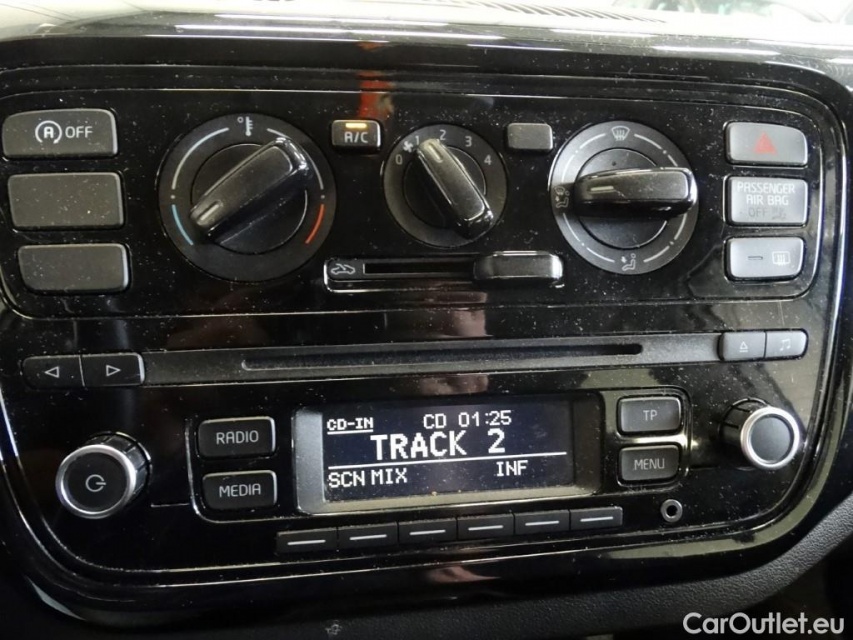 OFF
A/C
0 1 2 3 4
PASSENGER
AIR BAG
OFF
CD-IN CD 01:25
TRACK 2
SCN MIX INF
RADIO
MEDIA
TP
MENU
CarOutlet.eu